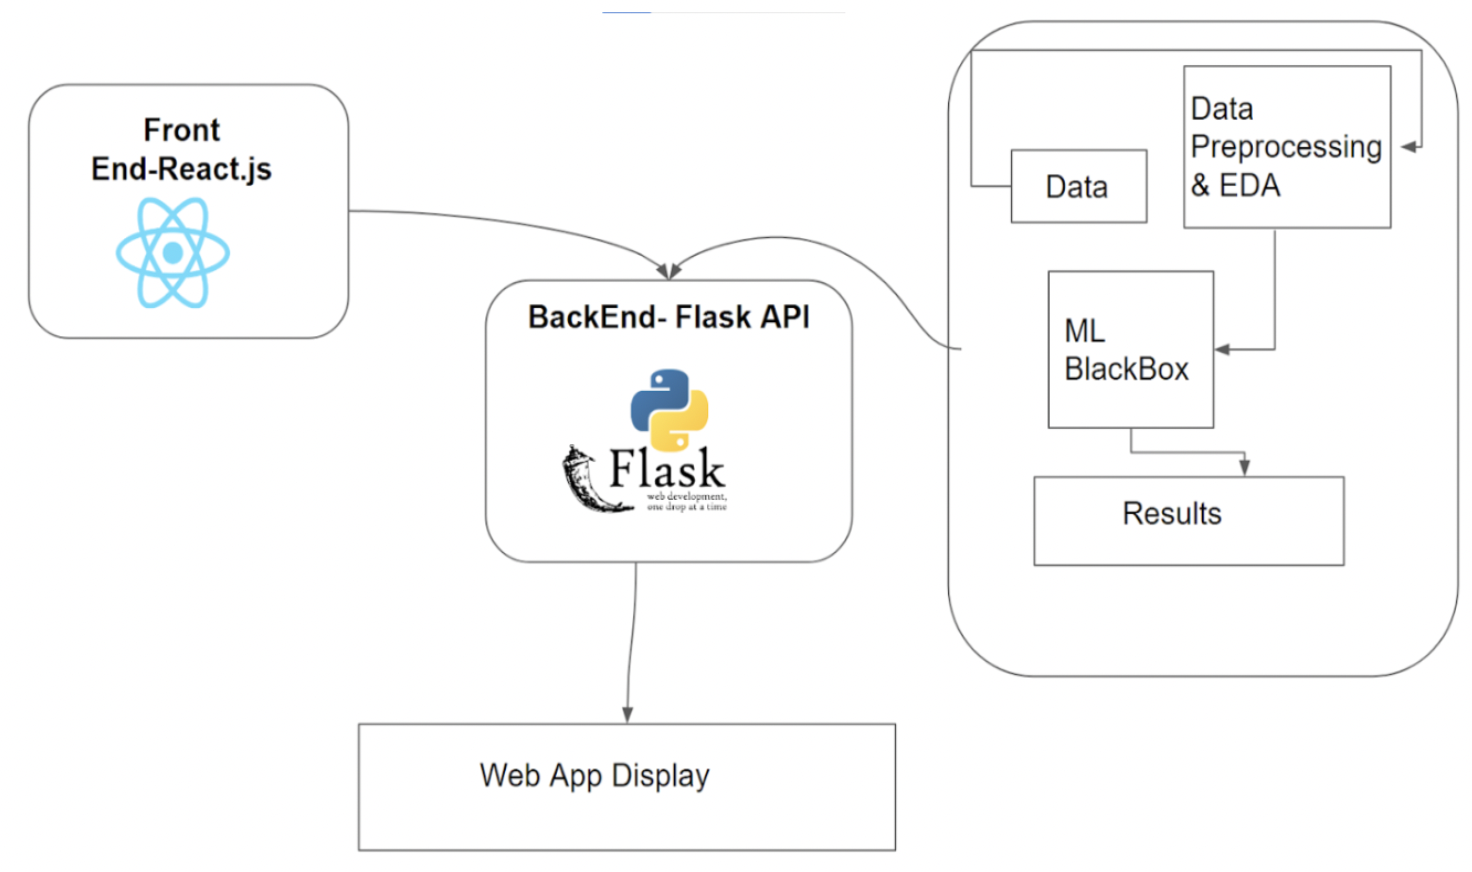 Front
End-React.js
BackEnd- Flask API
Flask
web development,
one drop at a time
Web App Display
Data
Data
Preprocessing
& EDA
ML
BlackBox
Results